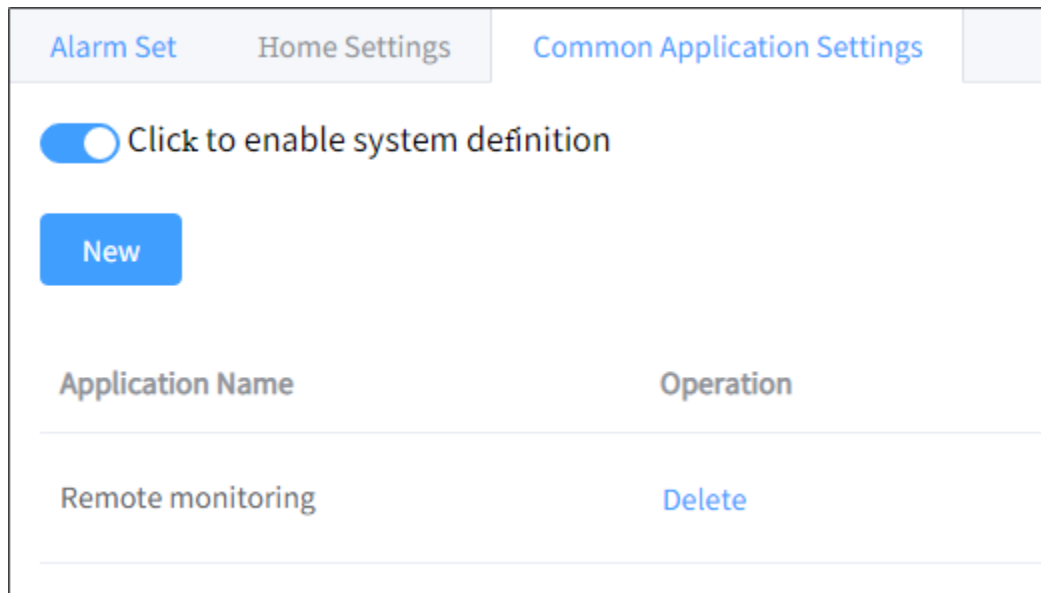 Alarm Set Home Settings Common Application Settings
Click to enable system definition
New
Application Name Operation
Remote monitoring Delete